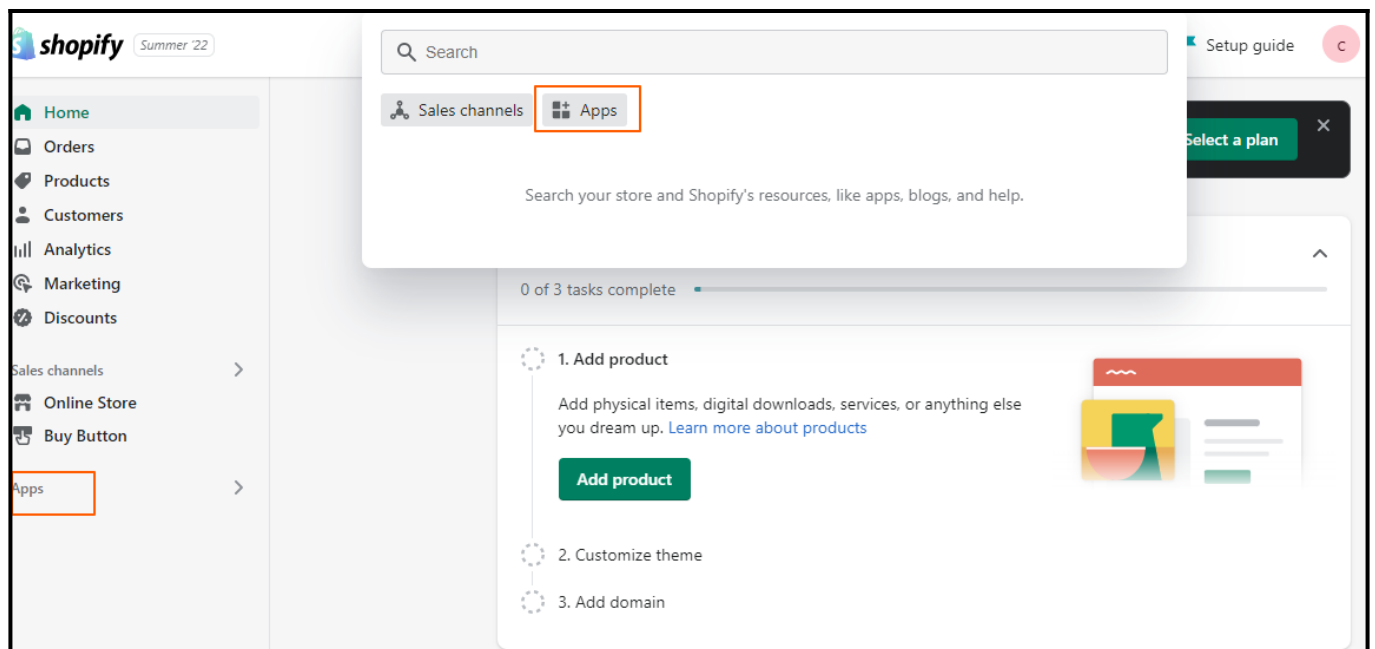 shopify Summer '22
Search
Setup guide
C
Sales channels
Apps
Select a plan
Search your store and Shopify's resources, like apps, blogs, and help.
Home
Orders
Products
Customers
Analytics
Marketing
Discounts
Sales channels
Online Store
Buy Button
Apps
0 of 3 tasks complete
1. Add product
Add physical items, digital downloads, services, or anything else
you dream up. Learn more about products
Add product
2. Customize theme
3. Add domain